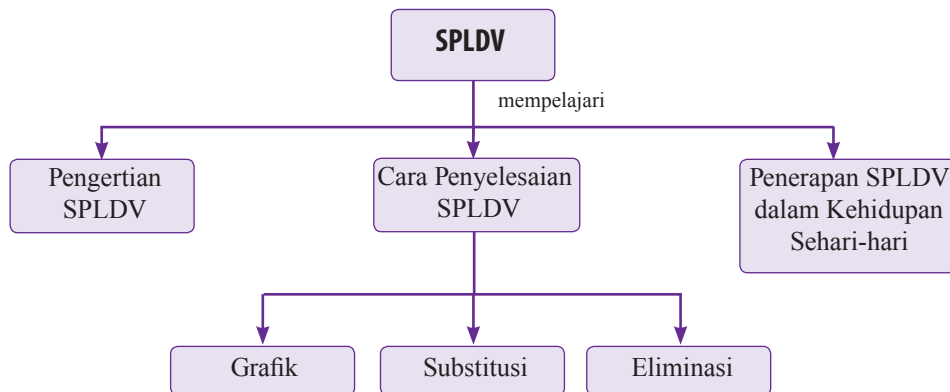 SPLDV
mempelajari
Pengertian
SPLDV
Cara Penyelesaian
SPLDV
Penerapan SPLDV
dalam Kehidupan
Sehari-hari
Grafik
Substitusi
Eliminasi